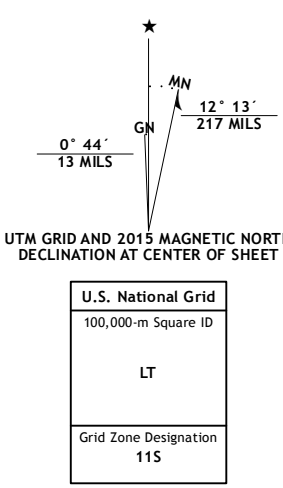 ★
MN
GN
12° 13´
217 MILS
0° 44´
13 MILS
UTM GRID AND 2015 MAGNETIC NORT
DECLINATION AT CENTER OF SHEET
U.S. National Grid
100,000-m Square ID
LT
Grid Zone Designation
11S